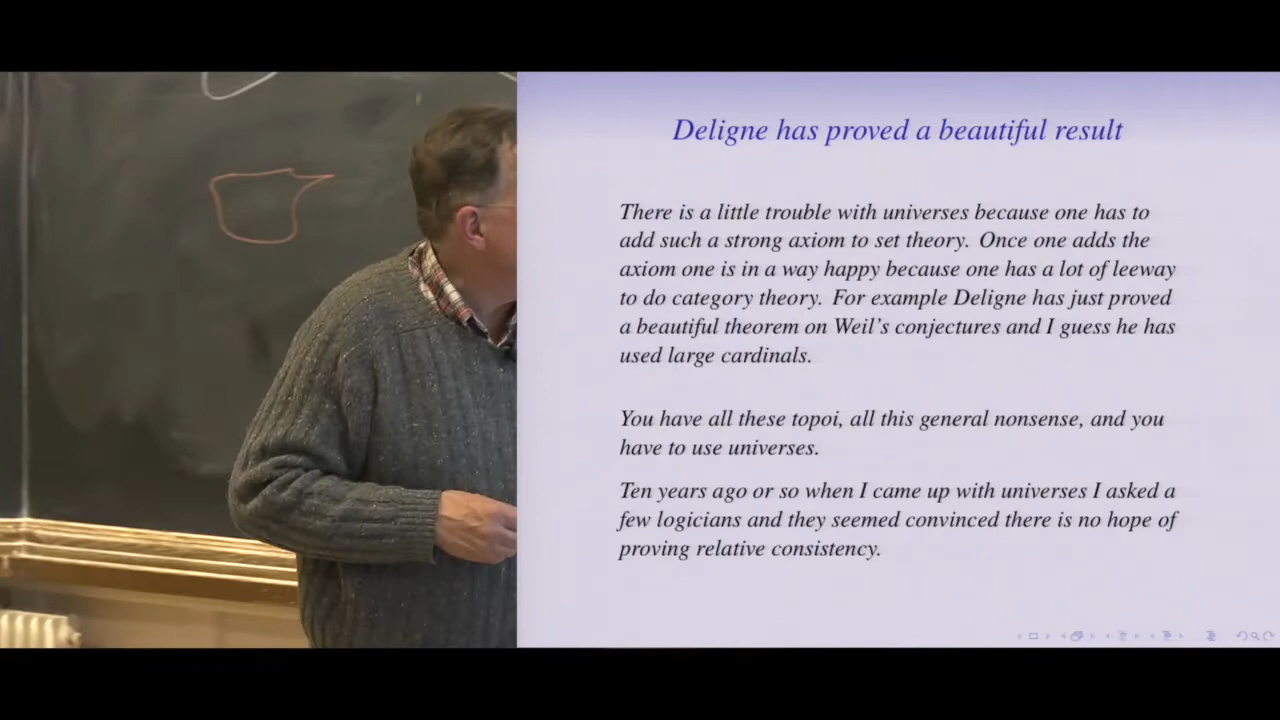 Deligne has proved a beautiful result
There is a little trouble with universes because one has to
add such a strong axiom to set theory. Once one adds the
axiom one is in a way happy because one has a lot of leeway
to do category theory. For example Deligne has just proved
a beautiful theorem on Weil's conjectures and I guess he has
used large cardinals.
You have all these topoi, all this general nonsense, and you
have to use universes.
Ten years ago or so when I came up with universes I asked a
few logicians and they seemed convinced there is no hope of
proving relative consistency.